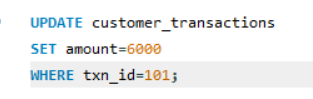 UPDATE customer_transactions
SET amount=6000
WHERE txn_id=101;